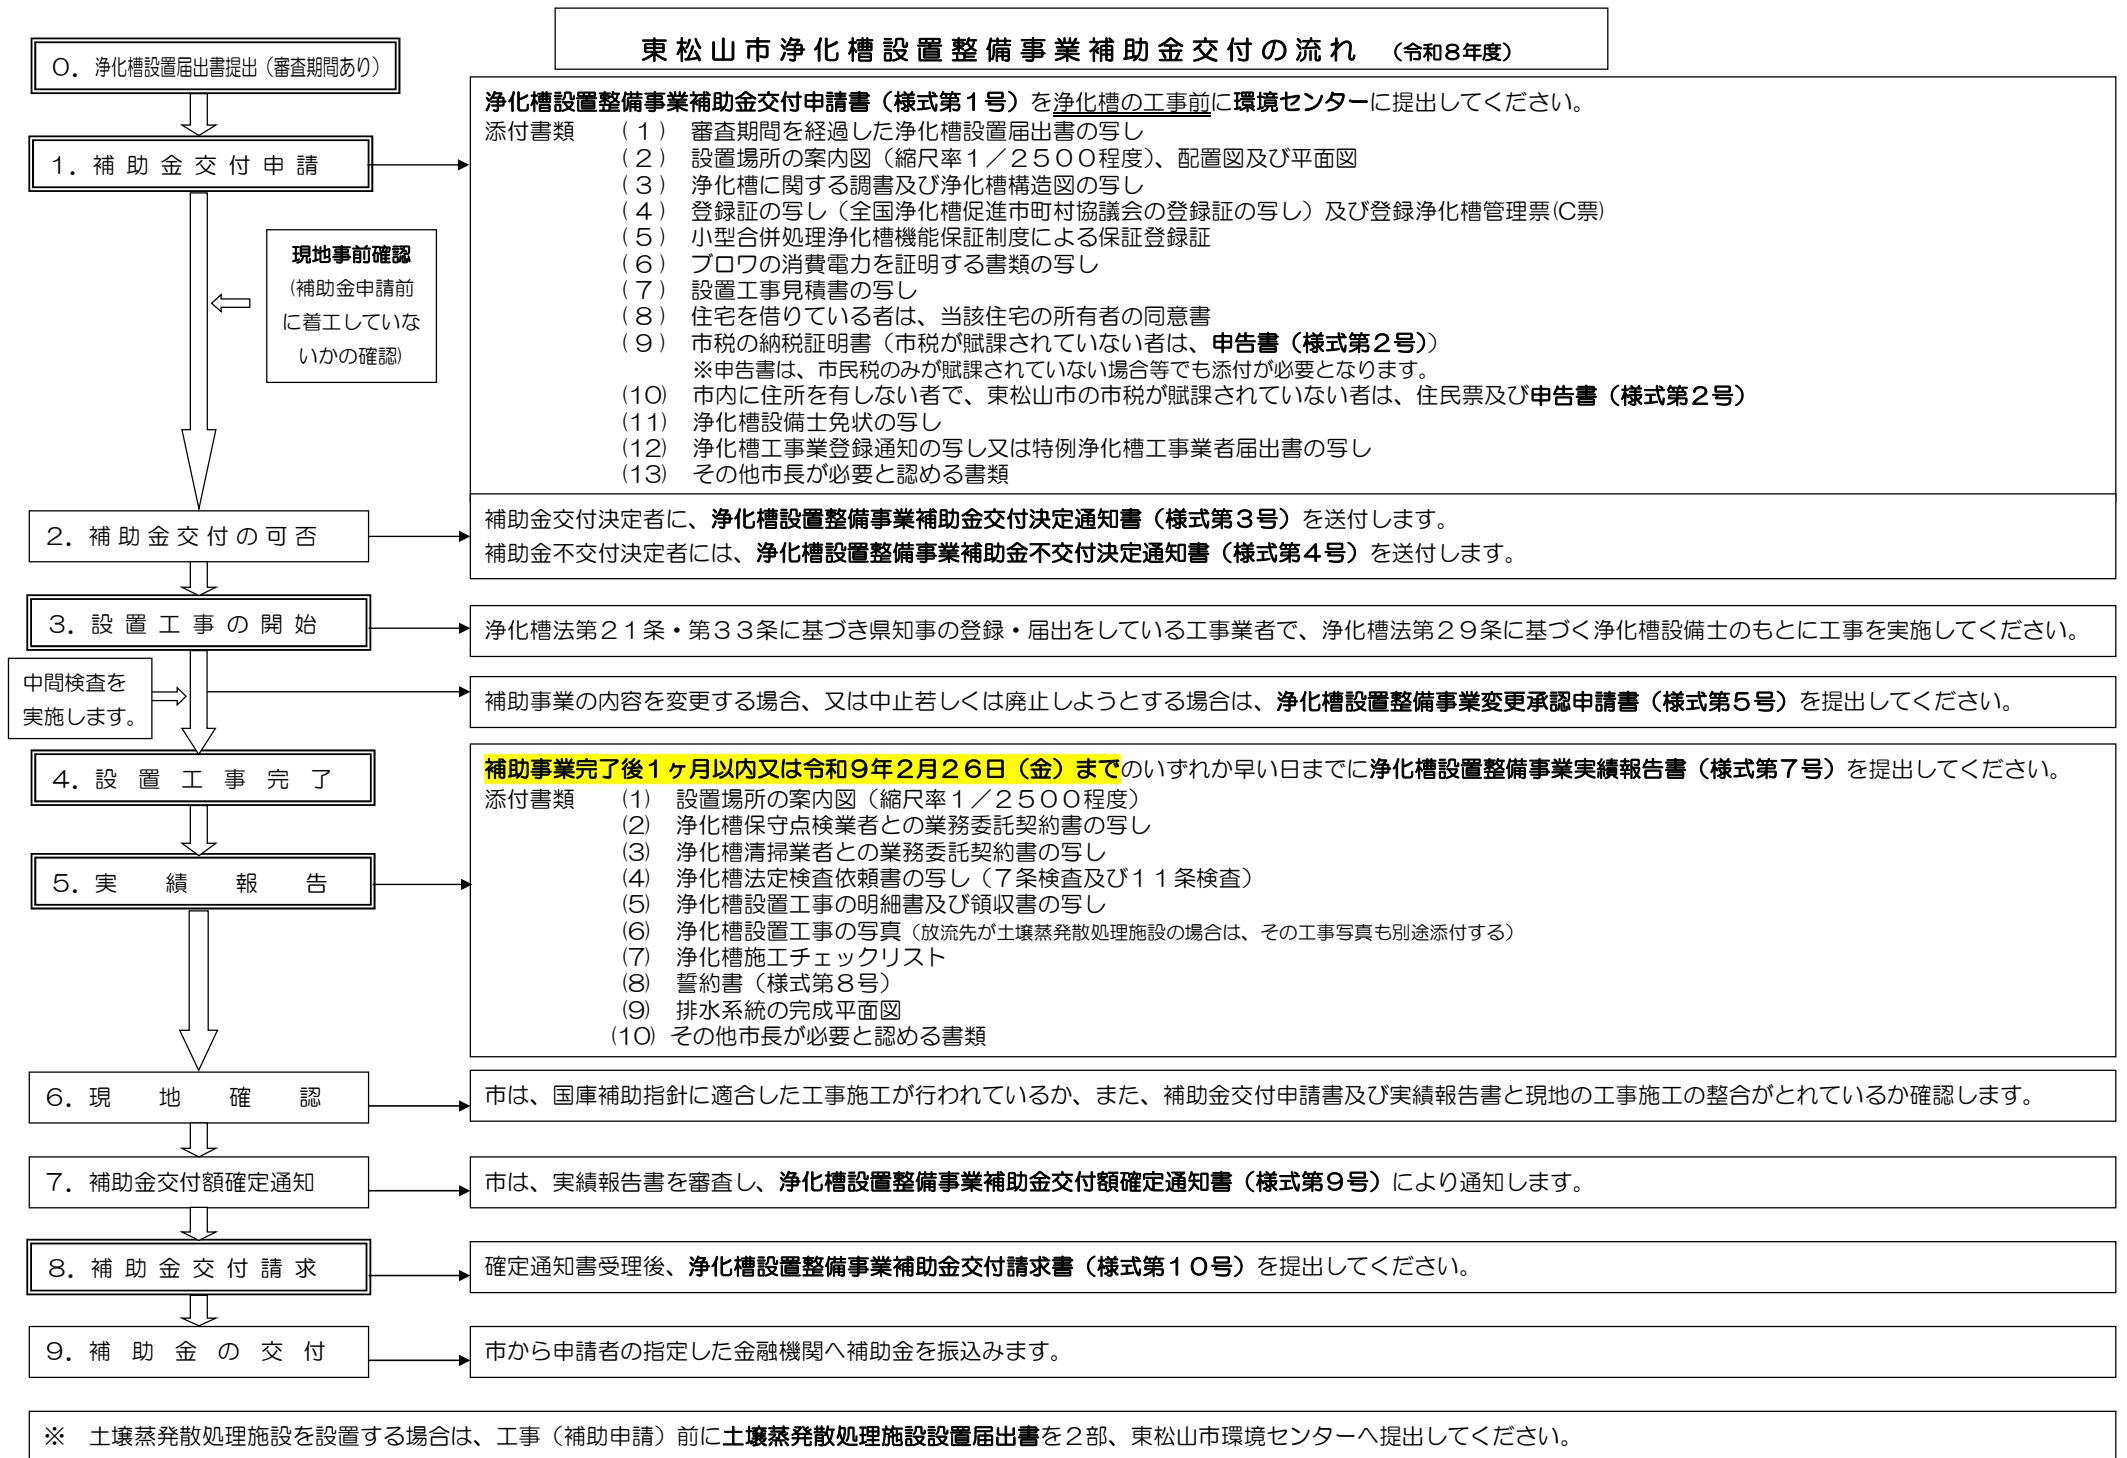 東松山市浄化槽設置整備事業補助金交付の流れ （令和８年度）
０．浄化槽設置届出書提出（審査期間あり）
１．補助金交付申請
浄化槽設置整備事業補助金交付申請書（様式第１号）を浄化槽の工事前に環境センターに提出してください。
添付書類 （１） 審査期間を経過した浄化槽設置届出書の写し
（２） 設置場所の案内図（縮尺率１／２５００程度）、配置図及び平面図
（３） 浄化槽に関する調書及び浄化槽構造図の写し
（４） 登録証の写し（全国浄化槽促進市町村協議会の登録証の写し）及び登録浄化槽管理票(C票)
（５） 小型合併処理浄化槽機能保証制度による保証登録証
（６） ブロワの消費電力を証明する書類の写し
（７） 設置工事見積書の写し
（８） 住宅を借りている者は、当該住宅の所有者の同意書
（９） 市税の納税証明書（市税が賦課されていない者は、申告書（様式第２号））
※申告書は、市民税のみが賦課されていない場合等でも添付が必要となります。
(10) 市内に住所を有しない者で、東松山市の市税が賦課されていない者は、住民票及び申告書（様式第２号）
(11) 浄化槽設備士免状の写し
(12) 浄化槽工事業登録通知の写し又は特例浄化槽工事業者届出書の写し
(13) その他市長が必要と認める書類
現地事前確認
(補助金申請前
に着工していな
いかの確認)
２．補助金交付の可否
補助金交付決定者に、浄化槽設置整備事業補助金交付決定通知書（様式第３号）を送付します。
補助金不交付決定者には、浄化槽設置整備事業補助金不交付決定通知書（様式第４号）を送付します。
３．設置工事の開始
浄化槽法第２１条・第３３条に基づき県知事の登録・届出をしている工事業者で、浄化槽法第２９条に基づく浄化槽設備士のもとに工事を実施してください。
中間検査を
実施します。
補助事業の内容を変更する場合、又は中止若しくは廃止しようとする場合は、浄化槽設置整備事業変更承認申請書（様式第５号）を提出してください。
４．設置工事完了
５．実績報告
補助事業完了後１ヶ月以内又は令和９年２月２６日（金）までのいずれか早い日までに浄化槽設置整備事業実績報告書（様式第７号）を提出してください。
添付書類 (1) 設置場所の案内図（縮尺率１／２５００程度）
(2) 浄化槽保守点検業者との業務委託契約書の写し
(3) 浄化槽清掃業者との業務委託契約書の写し
(4) 浄化槽法定検査依頼書の写し（７条検査及び１１条検査）
(5) 浄化槽設置工事の明細書及び領収書の写し
(6) 浄化槽設置工事の写真（放流先が土壌蒸発散処理施設の場合は、その工事写真も別途添付する）
(7) 浄化槽施工チェックリスト
(8) 誓約書（様式第８号）
(9) 排水系統の完成平面図
(10) その他市長が必要と認める書類
６．現地確認
市は、国庫補助指針に適合した工事施工が行われているか、また、補助金交付申請書及び実績報告書と現地の工事施工の整合がとれているか確認します。
７．補助金交付額確定通知
市は、実績報告書を審査し、浄化槽設置整備事業補助金交付額確定通知書（様式第９号）により通知します。
８．補助金交付請求
確定通知書受理後、浄化槽設置整備事業補助金交付請求書（様式第１０号）を提出してください。
９．補助金の交付
市から申請者の指定した金融機関へ補助金を振込みます。
※ 土壌蒸発散処理施設を設置する場合は、工事（補助申請）前に土壌蒸発散処理施設設置届出書を２部、東松山市環境センターへ提出してください。